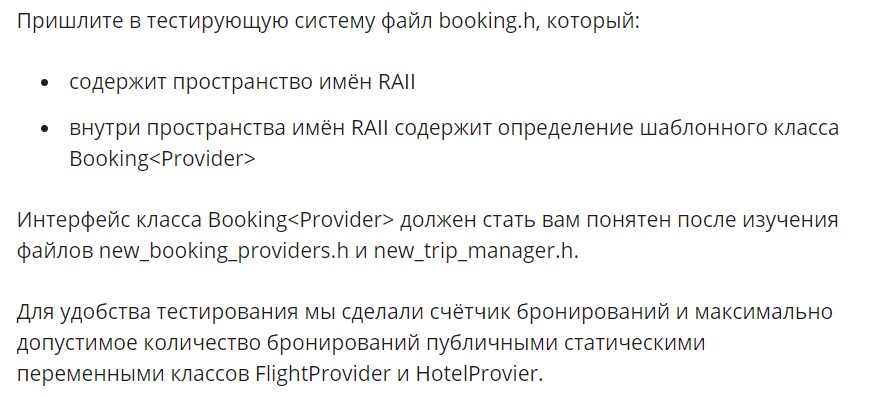 Пришлите в тестирующую систему файл booking.h, который:
• содержит пространство имён RAII
• внутри пространства имён RAII содержит определение шаблонного класса
Booking<Provider>
Интерфейс класса Booking<Provider> должен стать вам понятен после изучения
файлов new_booking_providers.h и new_trip_manager.h.
Для удобства тестирования мы сделали счётчик бронирований и максимально
допустимое количество бронирований публичными статическими
переменными классов FlightProvider и HotelProvier.